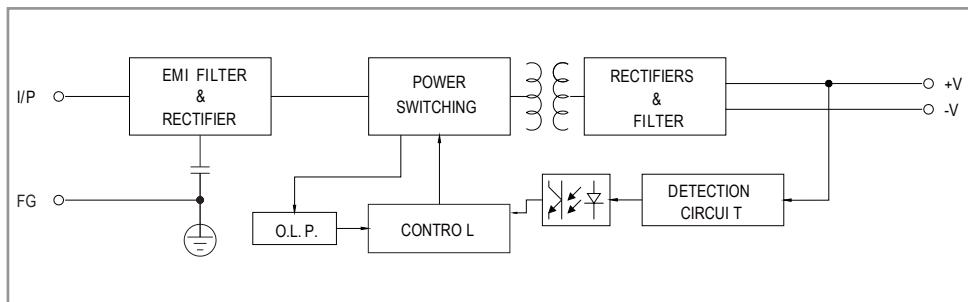 I/P
EMI FILTER
&
RECTIFIER
POWER
SWITCHING
RECTIFIERS
&
FILTER
+V
-V
FG
O.L. P.
CONTRO L
DETECTION
CIRCUI T